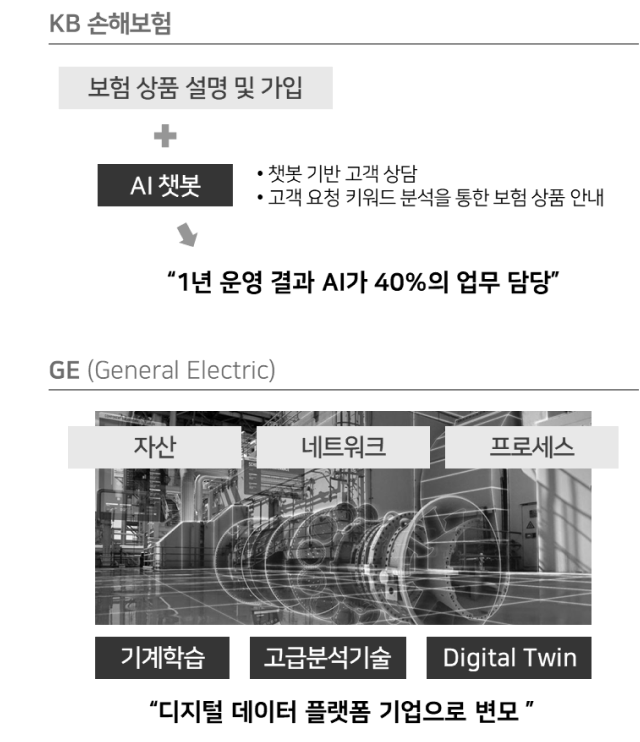 KB 손해보험
보험 상품 설명 및 가입
AI 챗봇
• 챗봇 기반 고객 상담
• 고객 요청 키워드 분석을 통한 보험 상품 안내
“1년 운영 결과 AI가 40%의 업무 담당”
GE (General Electric)
자산 네트워크 프로세스
기계학습 고급분석기술 Digital Twin
“디지털 데이터 플랫폼 기업으로 변모 ”